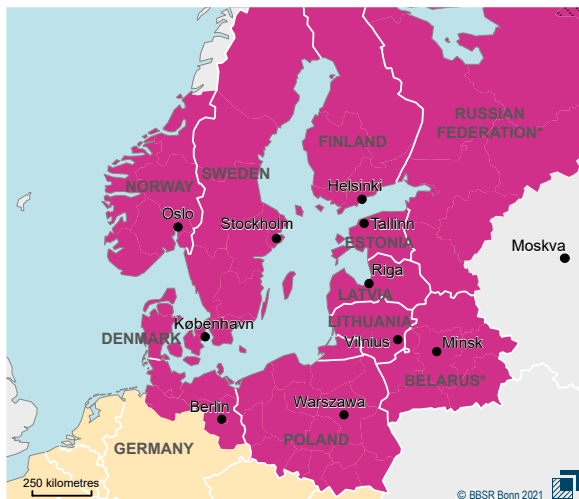 RUSSIAN
FEDERATION*
FINLAND
SWEDEN
NORWAY
Helsinki
Oslo
Stockholm
Tallinn
ESTONIA
Moskva
Riga
LATVIA
LITHUANIA
København
DENMARK
Vilnius
Minsk
BELARUS*
Berlin
Warszawa
POLAND
GERMANY
250 kilometres
© BBSR Bonn 2021